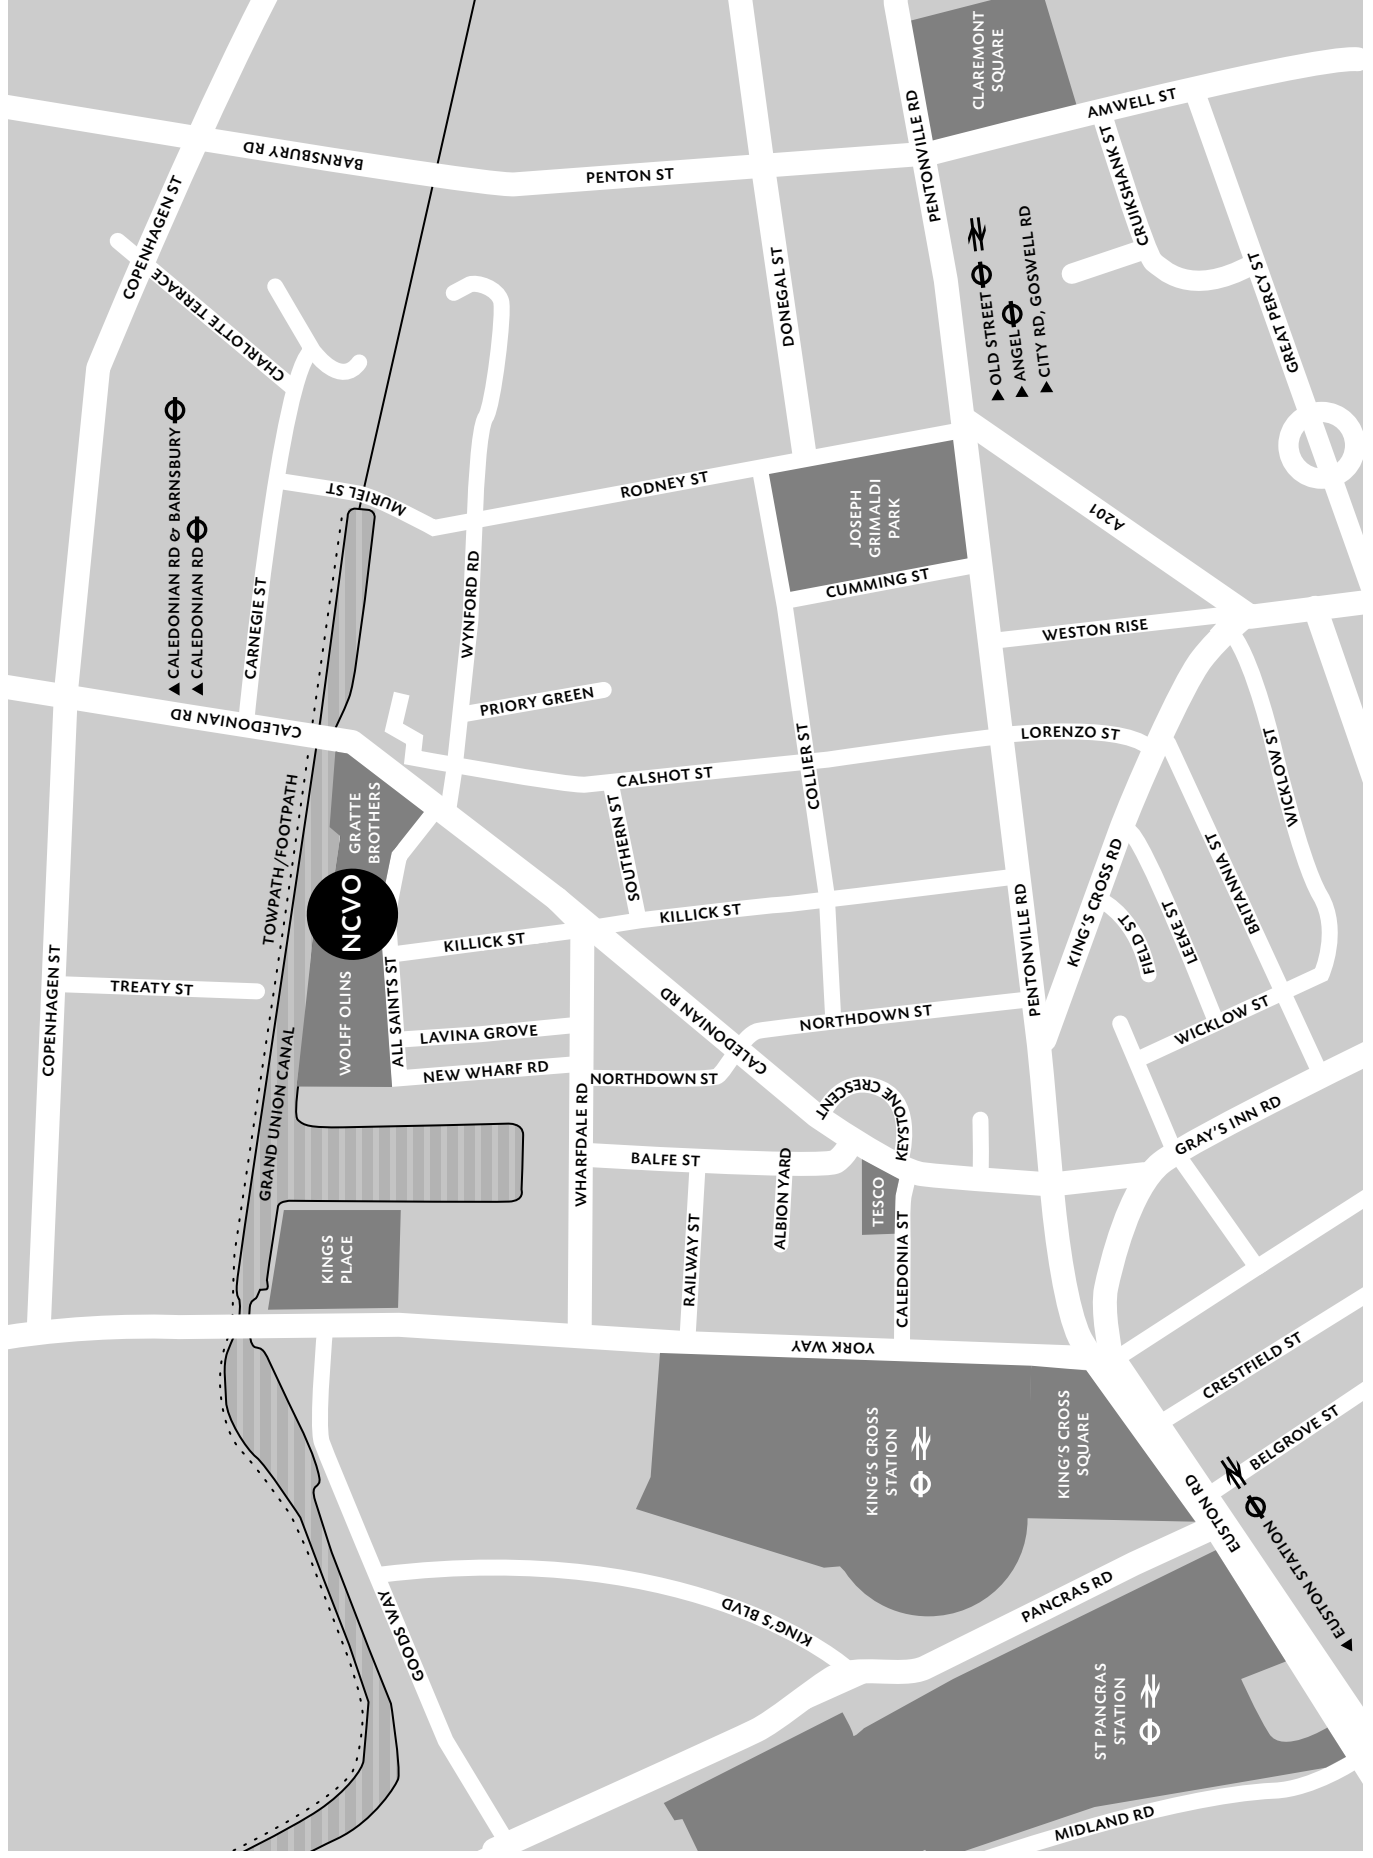 COPENHAGEN ST
BARNSBURY RD
PENTON ST
DONEGAL ST
PENTONVILLE RD
CLAREMONT
SQUARE
AMWELL ST
CRUIKSHANK ST
GREAT PERCY ST
CHARLOTTE TERRACE
▲ CALEDONIAN RD & BARNSBURY
▲ CALEDONIAN RD
CARNEGIE ST
MURIEL ST
WYNFORD RD
RODNEY ST
JOSEPH
GRIMALDI
PARK
CUMMING ST
▼ OLD STREET
▼ ANGEL
▼ CITY RD, GOSWELL RD
A201
WESTON RISE
CALEDONIAN RD
PRIORY GREEN
CALSHOT ST
COLLIER ST
LORENZO ST
WICKLOW ST
TOWPATH/FOOTPATH
GRATTE
BROTHERS
NCVO
WOLFF OLINS
SOUTHERN ST
KILLICK ST
KILLICK ST
PENTONVILLE RD
KING'S CROSS RD
FIELD ST
LEEKE ST
BRITANNIA ST
WICKLOW ST
COPENHAGEN ST
TREATY ST
GRAND UNION CANAL
ALL SAINTS ST
LAVINA GROVE
NEW WHARF RD
CALEDONIAN RD
NORTHDOWN ST
NORTHDOWN ST
WHARFDALE RD
BALFE ST
ALBION YARD
KEYSTONE CRESCENT
GRAY'S INN RD
KINGS
PLACE
RAILWAY ST
TESCO
CALEDONIA ST
YORK WAY
KING'S CROSS
STATION
KING'S CROSS
SQUARE
CRESTFIELD ST
BELGROVE ST
EUSTON RD
EUSTON STATION ▼
GOODS WAY
KING'S BLVD
PANCRAS RD
ST PANCRAS
STATION
MIDLAND RD